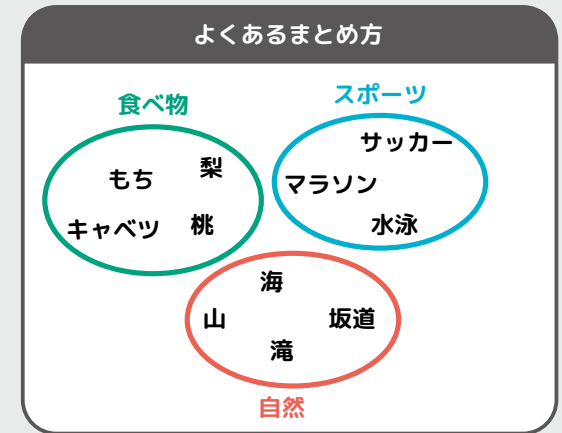 よくあるまとめ方
食べ物
もち
梨
キャベツ
桃
スポーツ
サッカー
マラソン
水泳
海
山
坂道
滝
自然